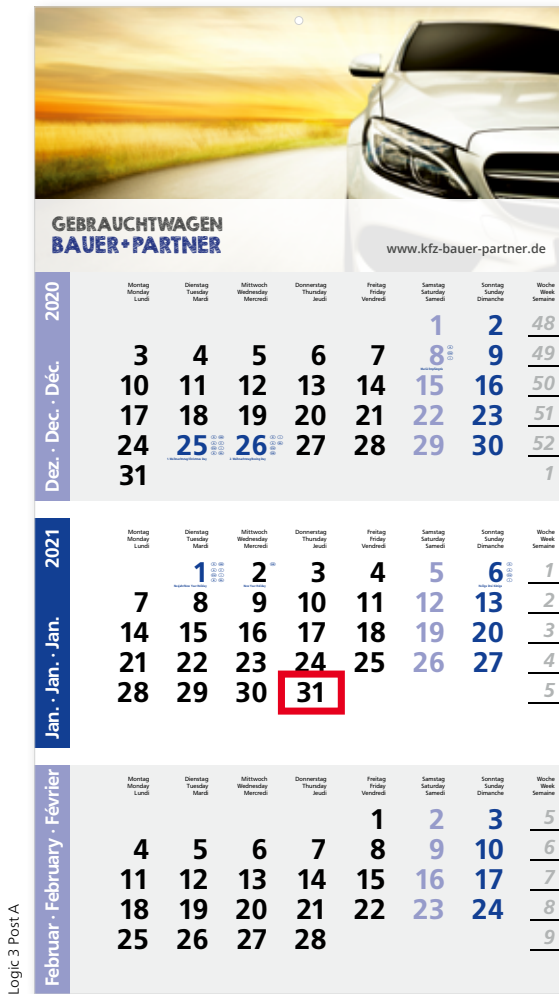 GEBRAUCHTWAGEN
BAUER+PARTNER
www.kfz-bauer-partner.de
2020
Dez. · Dec. · Déc.
Montag Dienstag Mittwoch Donnerstag Freitag Samstag Sonntag Woche
Monday Tuesday Wednesday Thursday Friday Saturday Sunday Week
Lundi Mardi Mercredi Jeudi Vendredi Samedi Dimanche Semaine
1 2 48
3 4 5 6 7 8 9 49
10 11 12 13 14 15 16 50
17 18 19 20 21 22 23 51
24 25 26 27 28 29 30 52
31 1
2021
Jan. · Jan. · Jan.
Montag Dienstag Mittwoch Donnerstag Freitag Samstag Sonntag Woche
Monday Tuesday Wednesday Thursday Friday Saturday Sunday Week
Lundi Mardi Mercredi Jeudi Vendredi Samedi Dimanche Semaine
1 2 3 4 5 6 1
7 8 9 10 11 12 13 2
14 15 16 17 18 19 20 3
21 22 23 24 25 26 27 4
28 29 30 31 5
Februar · February · Février
Montag Dienstag Mittwoch Donnerstag Freitag Samstag Sonntag Woche
Monday Tuesday Wednesday Thursday Friday Saturday Sunday Week
Lundi Mardi Mercredi Jeudi Vendredi Samedi Dimanche Semaine
1 2 3 5
4 5 6 7 8 9 10 6
11 12 13 14 15 16 17 7
18 19 20 21 22 23 24 8
25 26 27 28 9
Logic 3 Post A